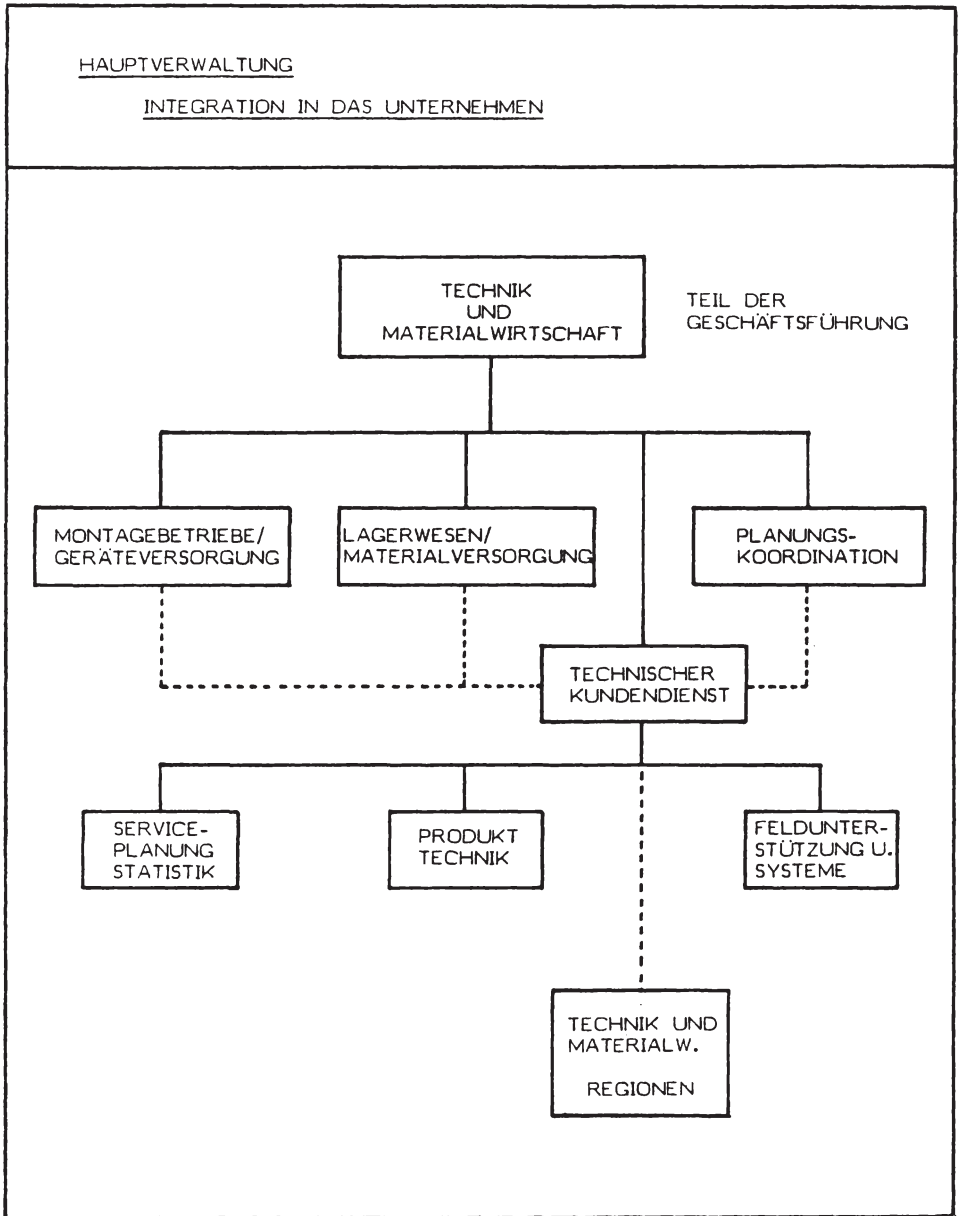 HAUPTVERWALTUNG
INTEGRATION IN DAS UNTERNEHMEN
TECHNIK
UND
MATERIALWIRTSCHAFT
TEIL DER
GESCHÄFTSFÜHRUNG
MONTAGEBETRIEBE/
GERÄTEVERSORGUNG
LAGERWESEN/
MATERIALVERSORGUNG
PLANUNGS-
KOORDINATION
TECHNISCHER
KUNDENDIENST
SERVICE-
PLANUNG
STATISTIK
PRODUKT
TECHNIK
FELDUNTER-
STÜTZUNG U.
SYSTEME
TECHNIK UND
MATERIALW.
REGIONEN